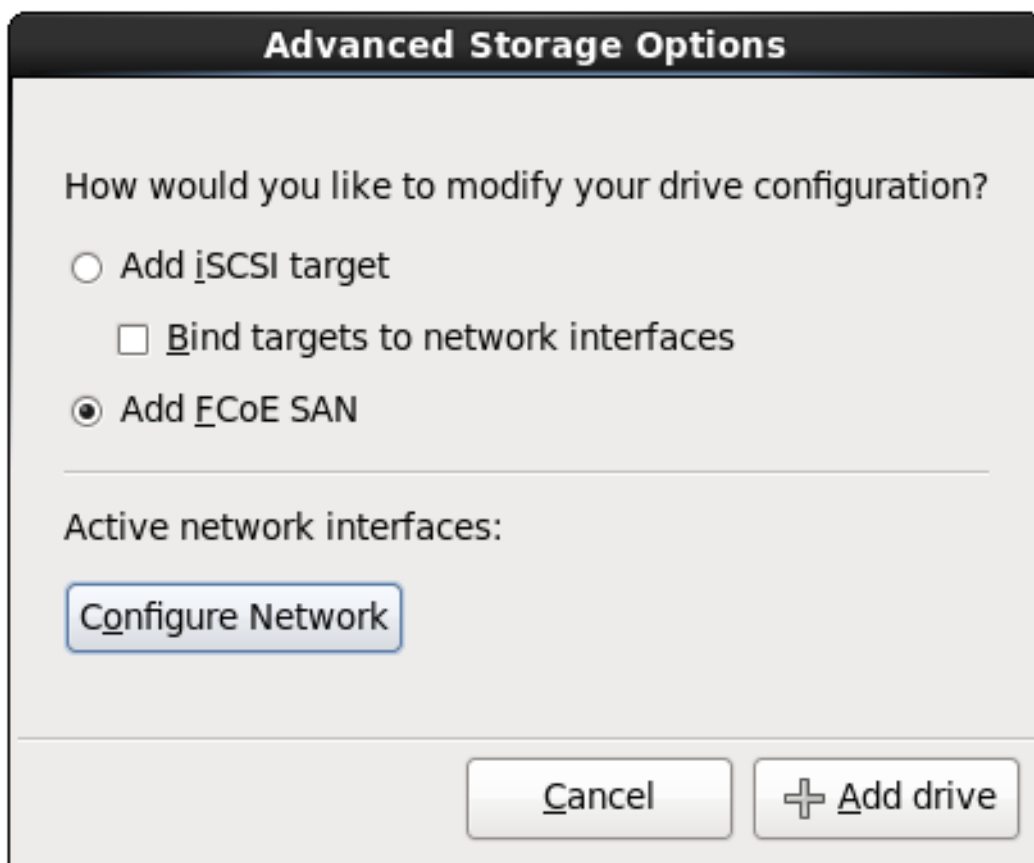 Advanced Storage Options
How would you like to modify your drive configuration?
Add iSCSI target
Bind targets to network interfaces
Add FCoE SAN
Active network interfaces:
Configure Network
Cancel
Add drive